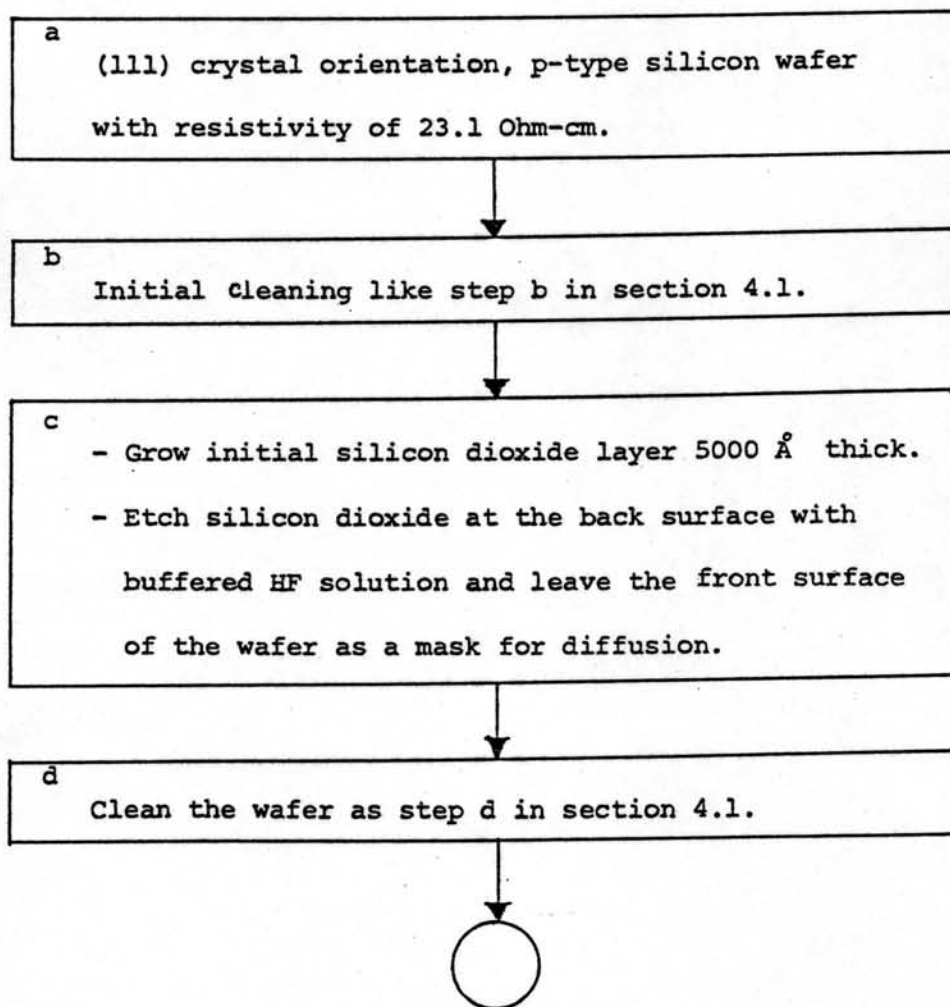 a
(111) crystal orientation, p-type silicon wafer
with resistivity of 23.1 Ohm-cm.
b
Initial cleaning like step b in section 4.1.
c
- Grow initial silicon dioxide layer 5000 Å thick.
- Etch silicon dioxide at the back surface with
buffered HF solution and leave the front surface
of the wafer as a mask for diffusion.
d
Clean the wafer as step d in section 4.1.